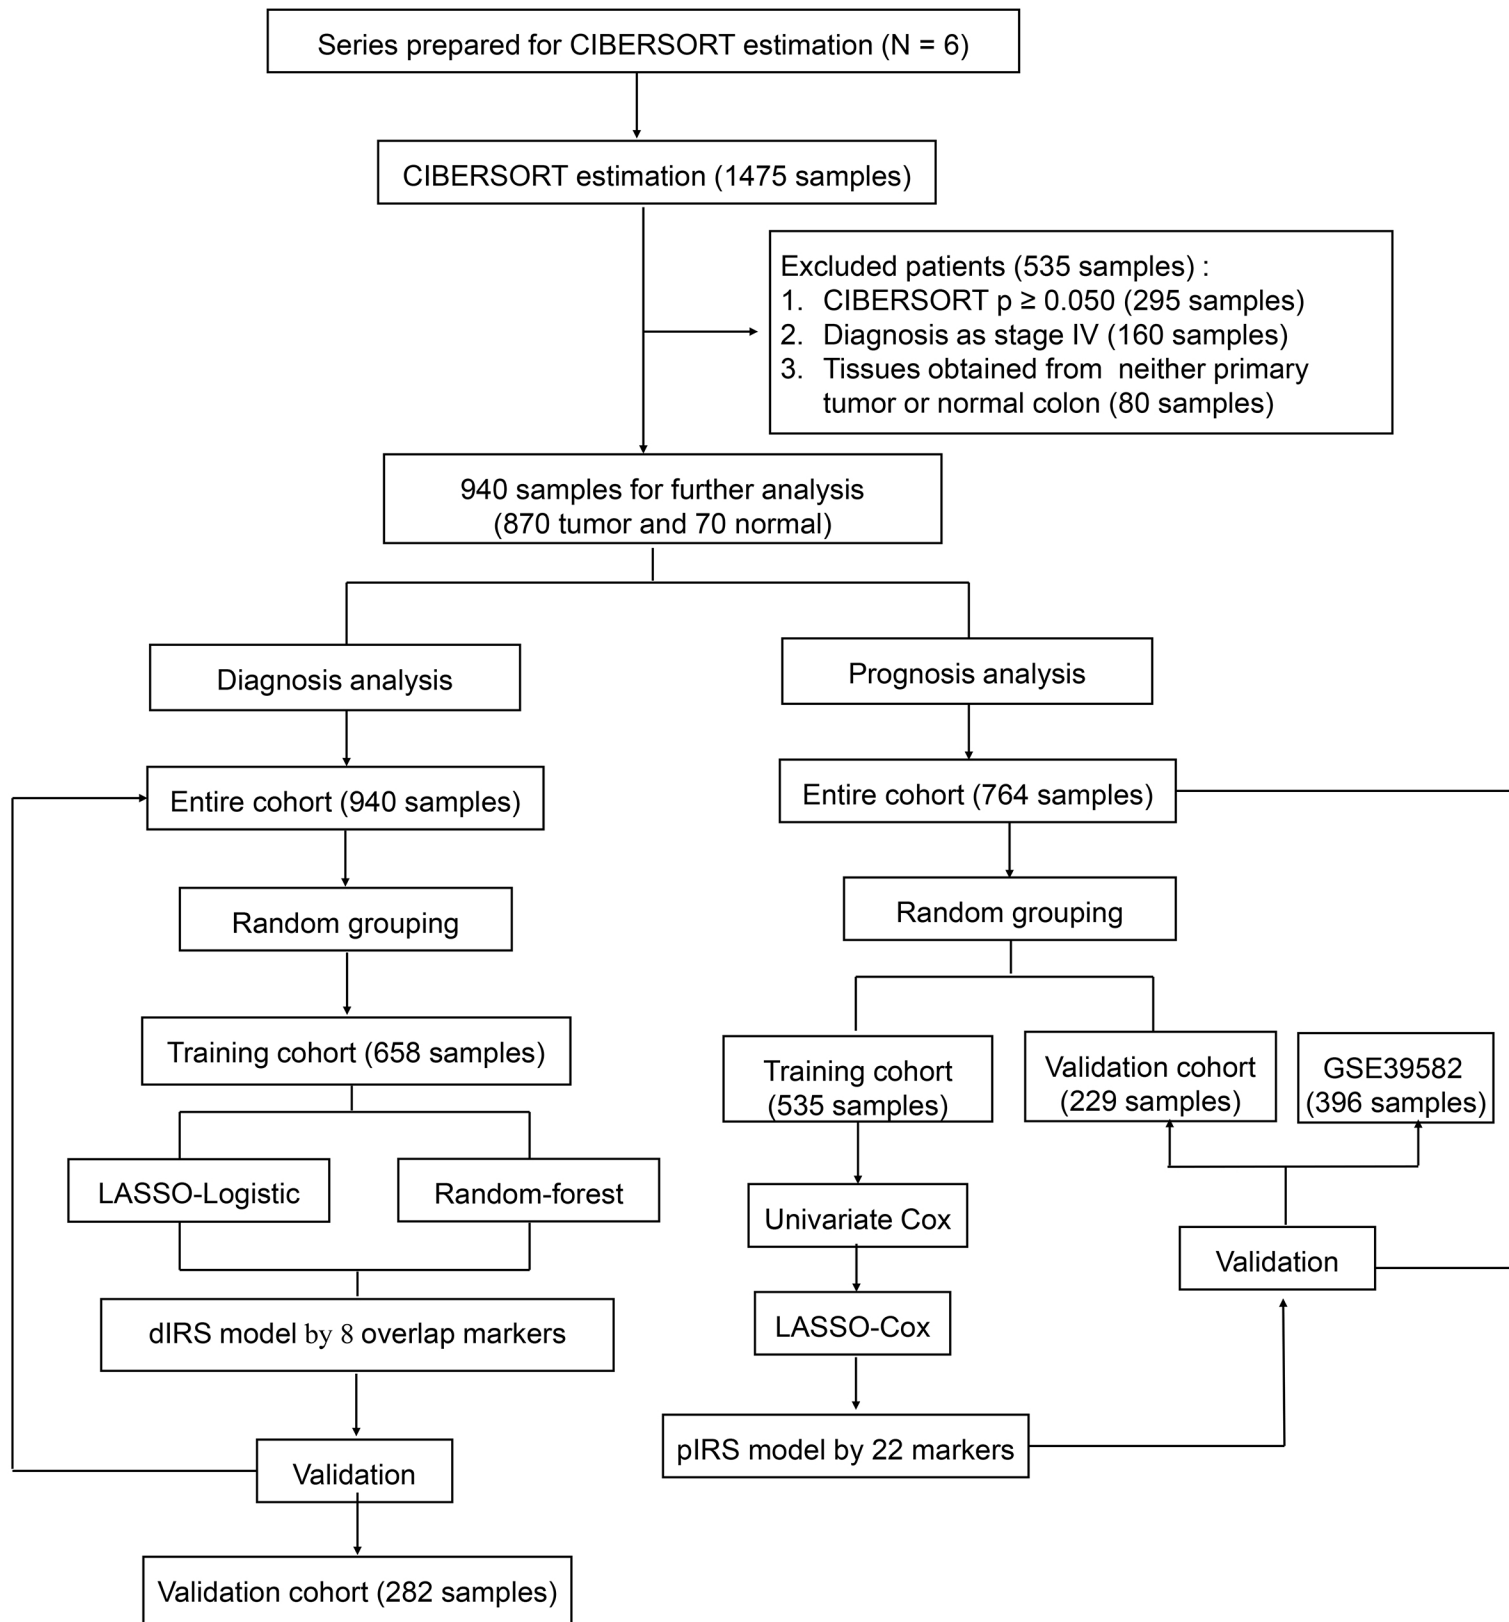 Series prepared for CIBERSORT estimation (N = 6)
CIBERSORT estimation (1475 samples)
Excluded patients (535 samples) :
1. CIBERSORT p ≥ 0.050 (295 samples)
2. Diagnosis as stage IV (160 samples)
3. Tissues obtained from neither primary
tumor or normal colon (80 samples)
940 samples for further analysis
(870 tumor and 70 normal)
Diagnosis analysis
Entire cohort (940 samples)
Random grouping
Training cohort (658 samples)
LASSO-Logistic
Random-forest
dIRS model by 8 overlap markers
Validation
Validation cohort (282 samples)
Prognosis analysis
Entire cohort (764 samples)
Random grouping
Training cohort
(535 samples)
Validation cohort
(229 samples)
GSE39582
(396 samples)
Univariate Cox
LASSO-Cox
pIRS model by 22 markers
Validation